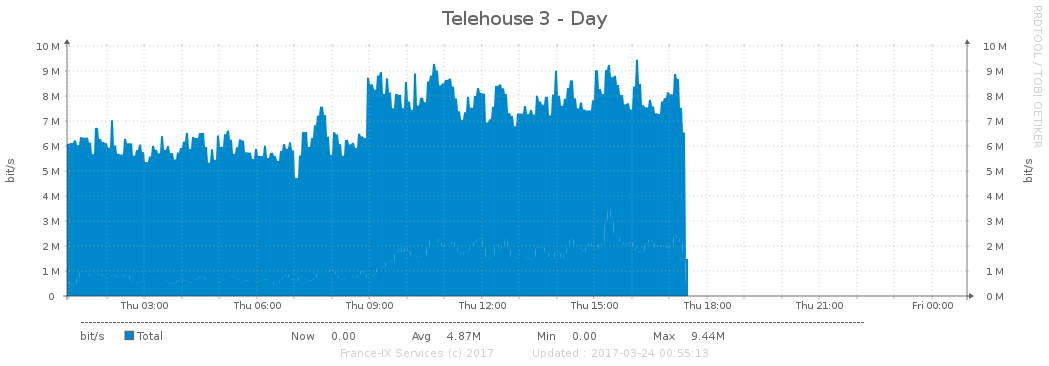 Telehouse 3 - Day
RRDTOOL / TOBI OETIKER
10 M 10 M
9 M 9 M
8 M 8 M
7 M 7 M
6 M 6 M
5 M 5 M
4 M 4 M
3 M 3 M
2 M 2 M
1 M 1 M
0 0 M
bit/s bit/s
Thu 03:00 Thu 06:00 Thu 09:00 Thu 12:00 Thu 15:00 Thu 18:00 Thu 21:00 Fri 00:00
bit/s Total Now 0.00 Avg 4.87M Min 0.00 Max 9.44M
France-IX Services (c) 2017 Updated : 2017-03-24 00:55:13